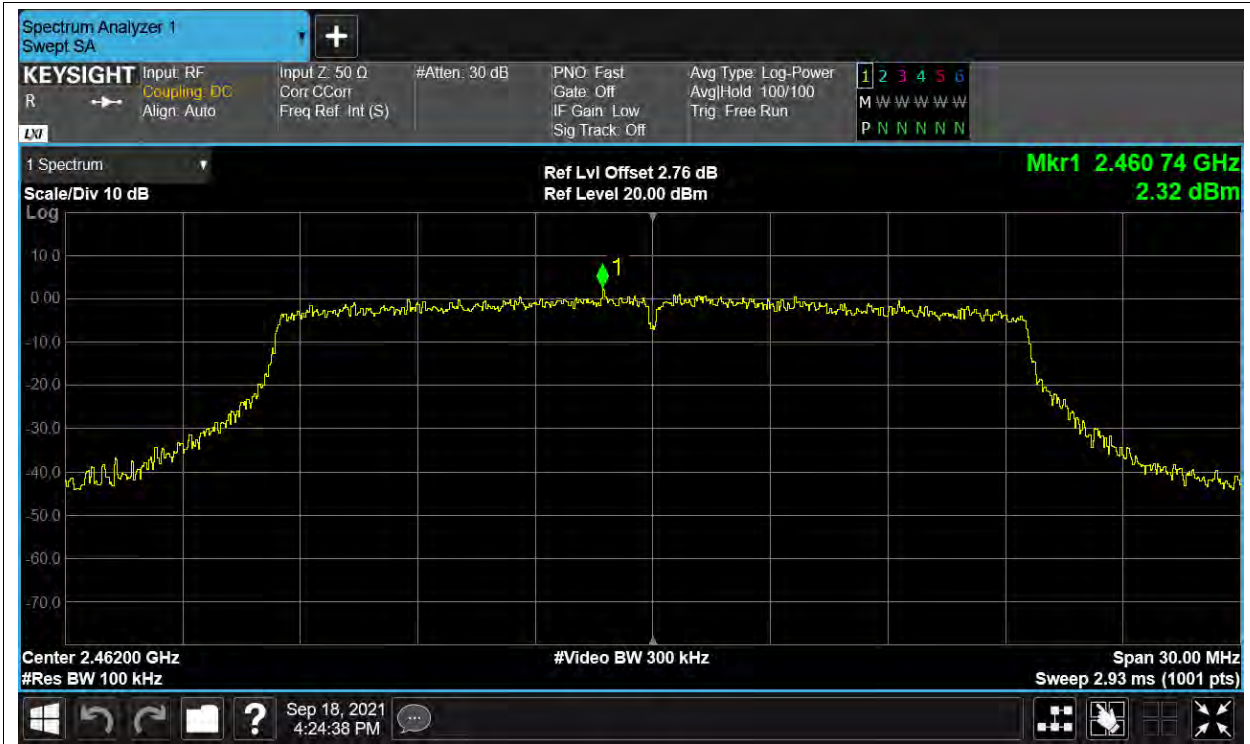 Spectrum Analyzer 1
Swept SA
+
KEYSIGHT
R
LXI
Input: RF
Coupling: DC
Align: Auto
Input Z: 50 Ω
Corr CCorr
Freq Ref: Int (S)
#Atten: 30 dB
PNO: Fast
Gate: Off
IF Gain: Low
Sig Track: Off
Avg Type: Log-Power
Avg|Hold: 100/100
Trig: Free Run
1 2 3 4 5 6
M W W W W W
P N N N N N
1 Spectrum
Scale/Div 10 dB
Log
Ref Lvl Offset 2.76 dB
Ref Level 20.00 dBm
Mkr1 2.460 74 GHz
2.32 dBm
1
10.0
0.00
-10.0
-20.0
-30.0
-40.0
-50.0
-60.0
-70.0
Center 2.46200 GHz
#Res BW 100 kHz
#Video BW 300 kHz
Span 30.00 MHz
Sweep 2.93 ms (1001 pts)
?
Sep 18, 2021
4:24:38 PM